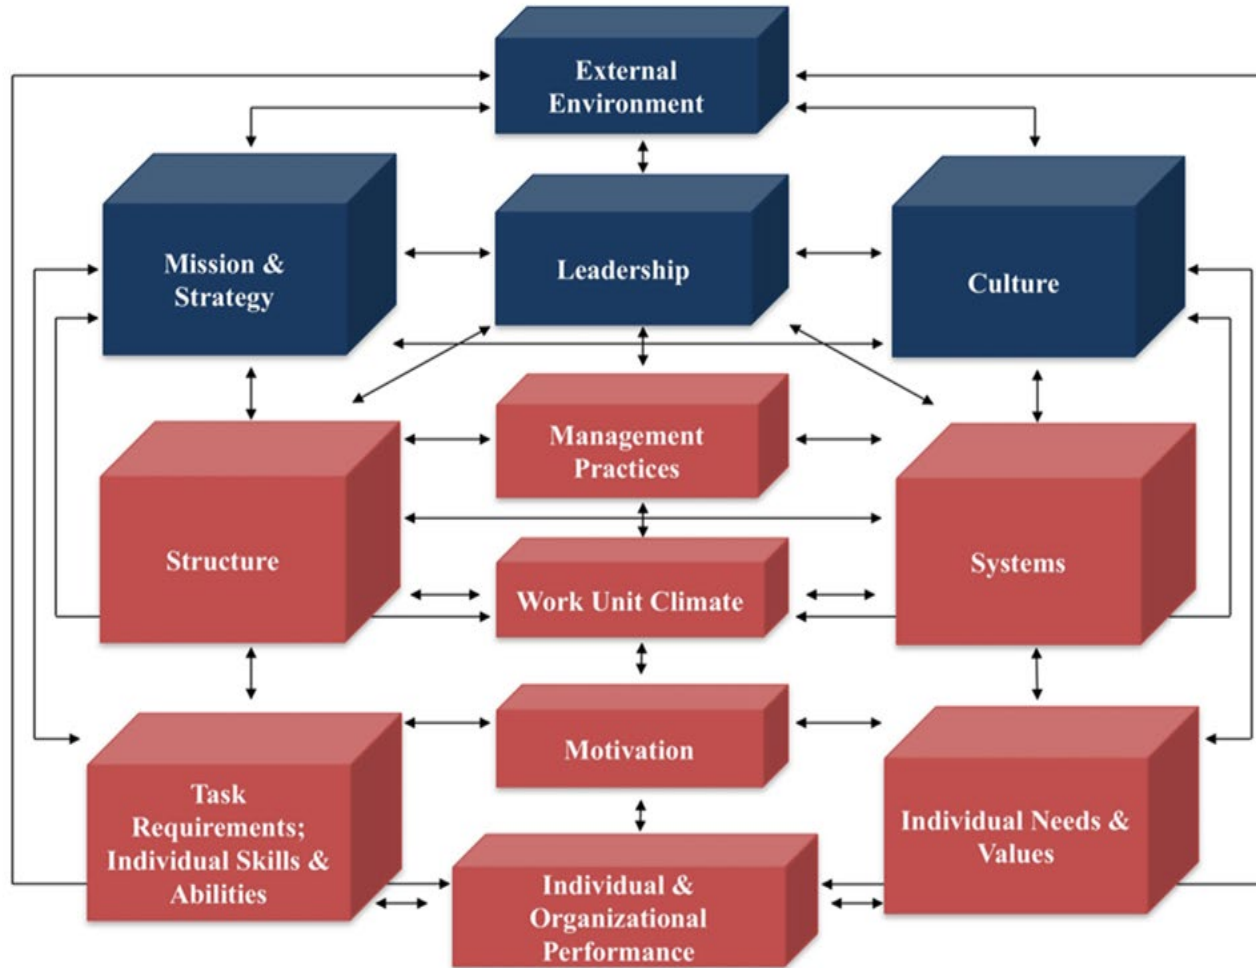 External
Environment
Mission &
Strategy
Leadership
Culture
Management
Practices
Structure
Systems
Work Unit Climate
Motivation
Task
Requirements;
Individual Skills &
Abilities
Individual Needs &
Values
Individual &
Organizational
Performance